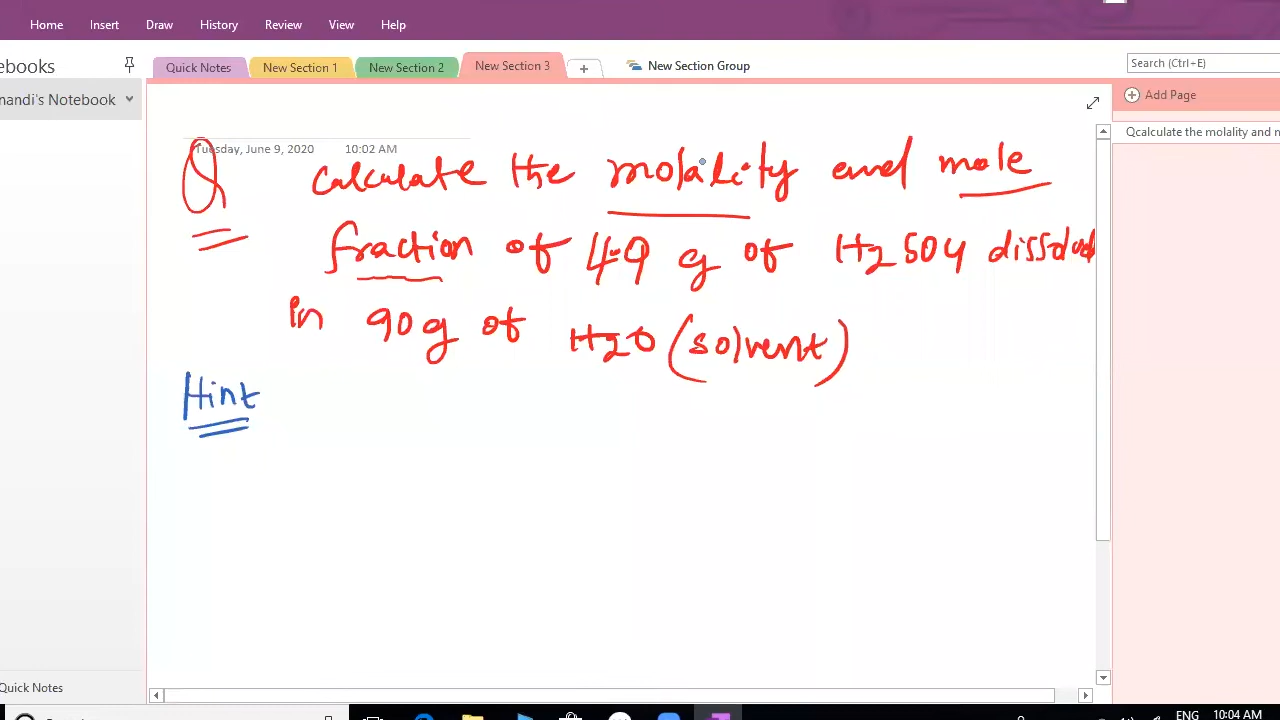 Home Insert Draw History Review View Help
ebooks
Quick Notes New Section 1 New Section 2 New Section 3 + New Section Group
Search (Ctrl+E)
nandi's Notebook
Add Page
Tuesday, June 9, 2020 10:02 AM
Qcalculate the molality and n
Q calculate the molality and mole
fraction of 4.9 g of H2SO4 dissolved
in 90g of H2O (solvent)
Hint
Quick Notes
ENG
10:04 AM